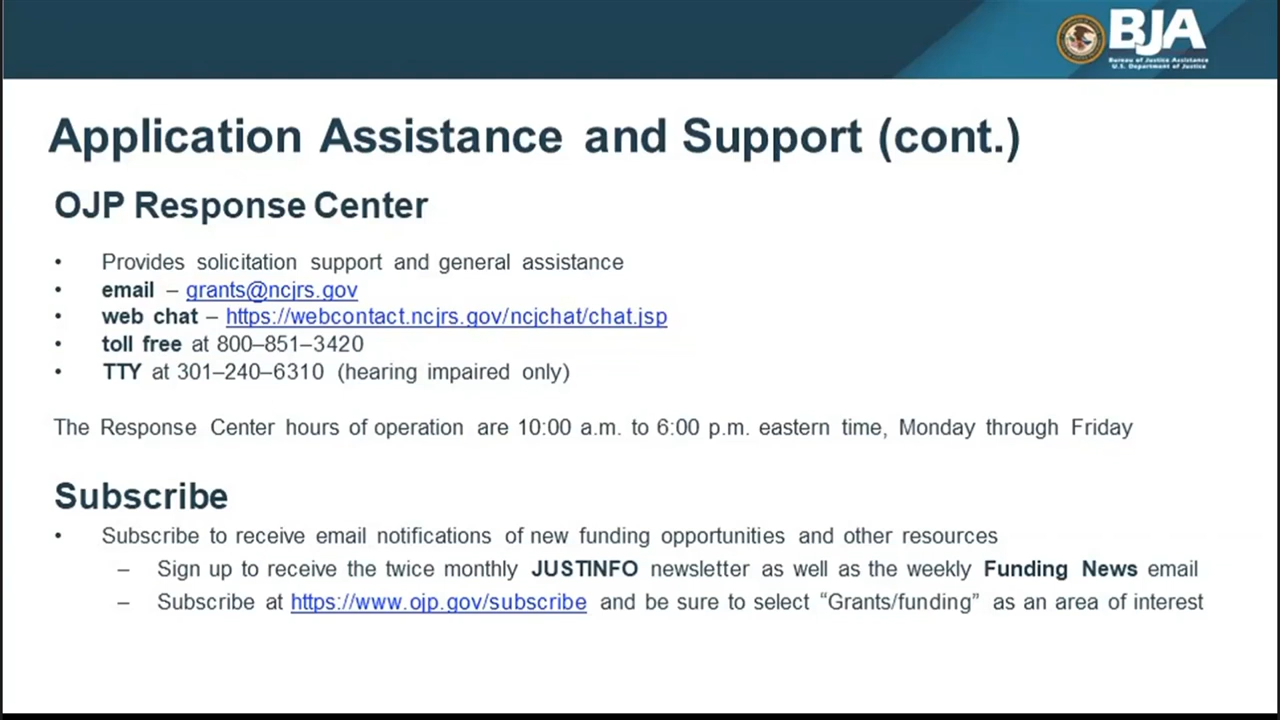 BJA
Bureau of Justice Assistance
U.S. Department of Justice
Application Assistance and Support (cont.)
OJP Response Center
• Provides solicitation support and general assistance
• email – grants@ncjrs.gov
• web chat – https://webcontact.ncjrs.gov/ncjchat/chat.jsp
• toll free at 800–851–3420
• TTY at 301–240–6310 (hearing impaired only)
The Response Center hours of operation are 10:00 a.m. to 6:00 p.m. eastern time, Monday through Friday
Subscribe
• Subscribe to receive email notifications of new funding opportunities and other resources
– Sign up to receive the twice monthly JUSTINFO newsletter as well as the weekly Funding News email
– Subscribe at https://www.ojp.gov/subscribe and be sure to select “Grants/funding” as an area of interest